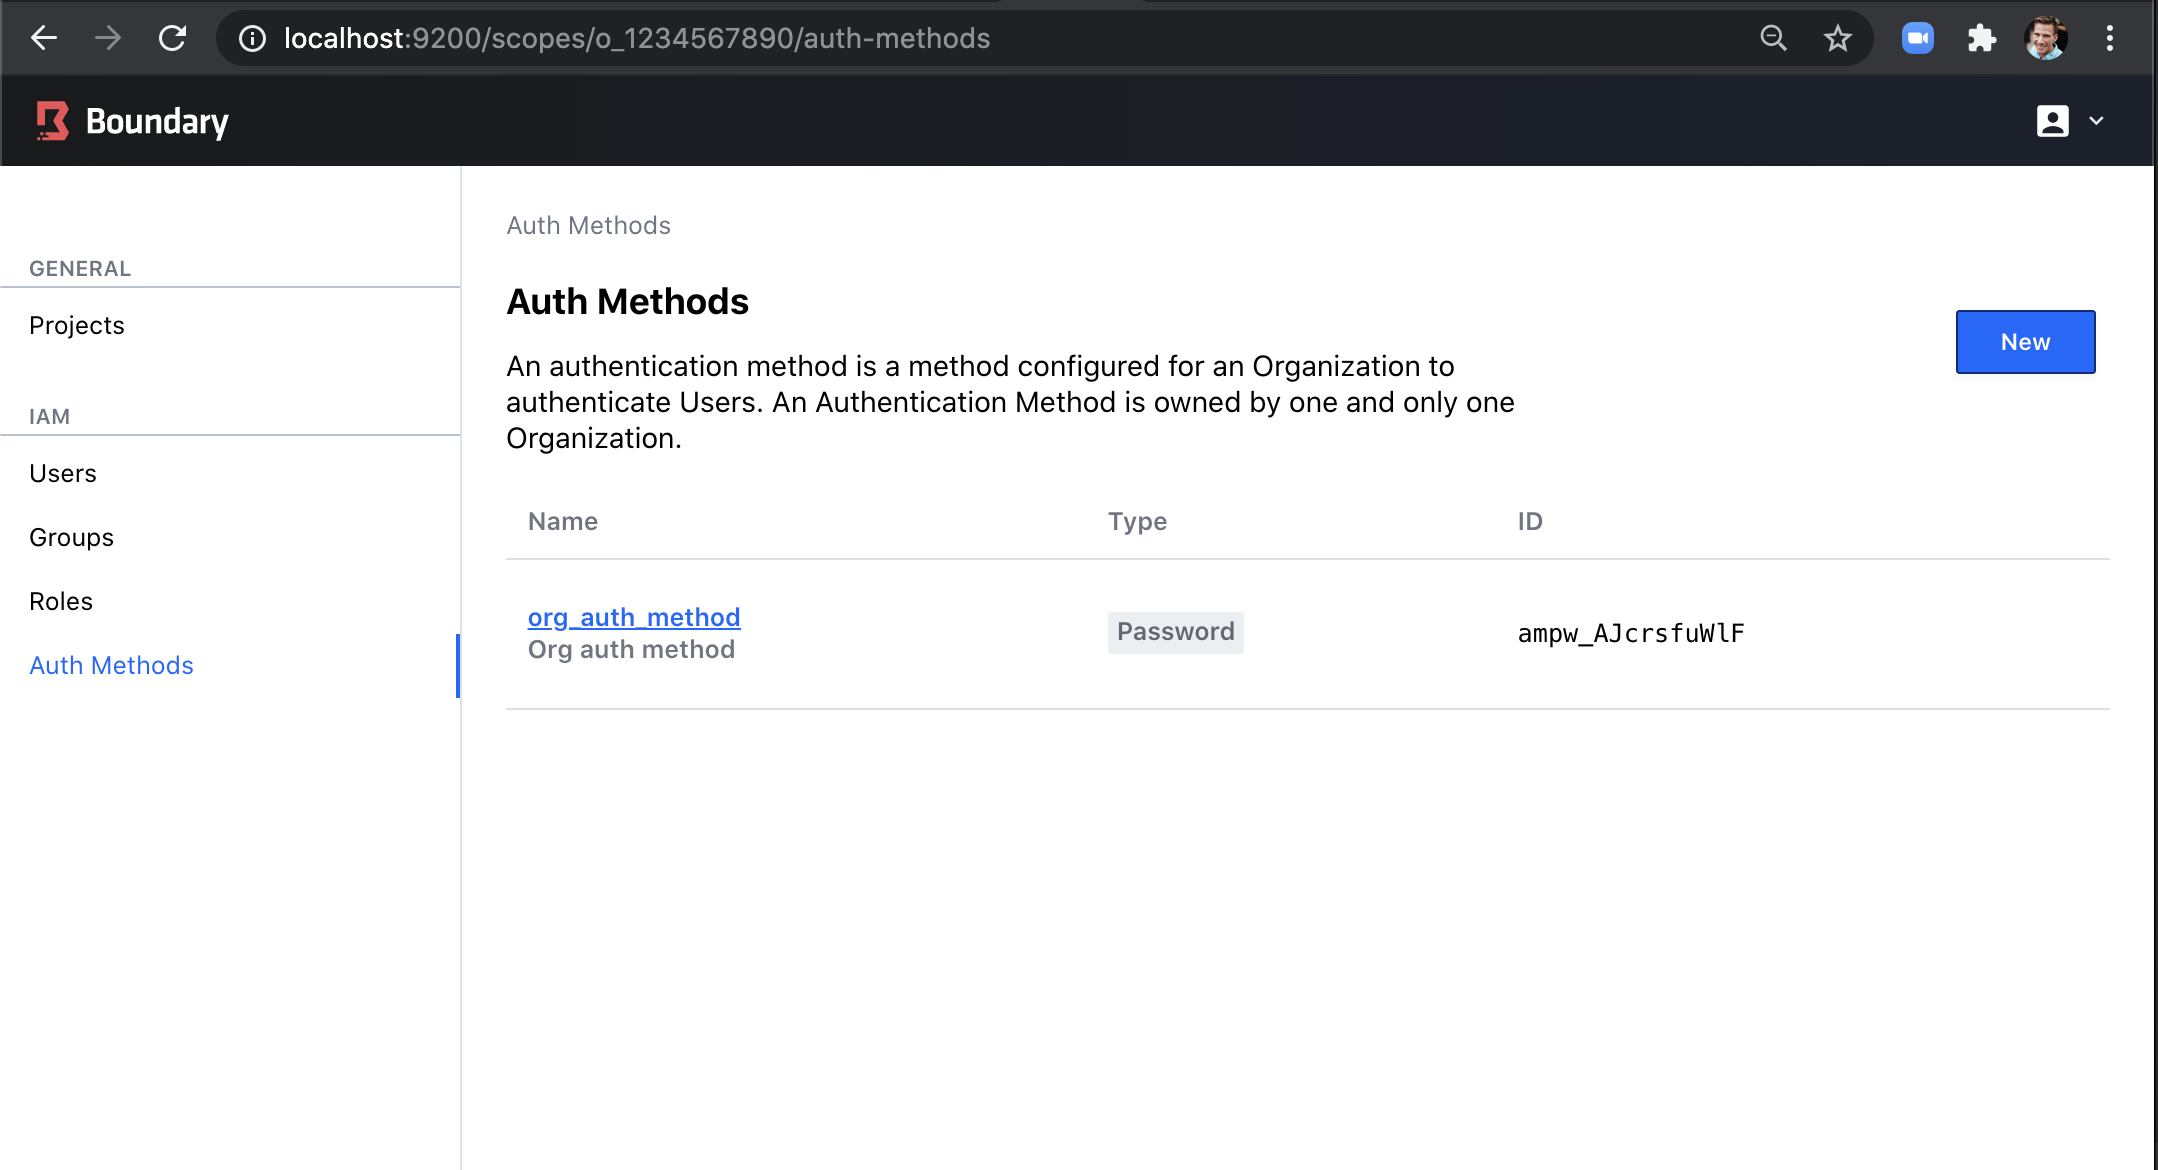 localhost:9200/scopes/o_1234567890/auth-methods
Boundary
GENERAL
Projects
IAM
Users
Groups
Roles
Auth Methods
Auth Methods
Auth Methods
New
An authentication method is a method configured for an Organization to
authenticate Users. An Authentication Method is owned by one and only one
Organization.
Name Type ID
org_auth_method Password ampw_AJcrsfuWlF
Org auth method